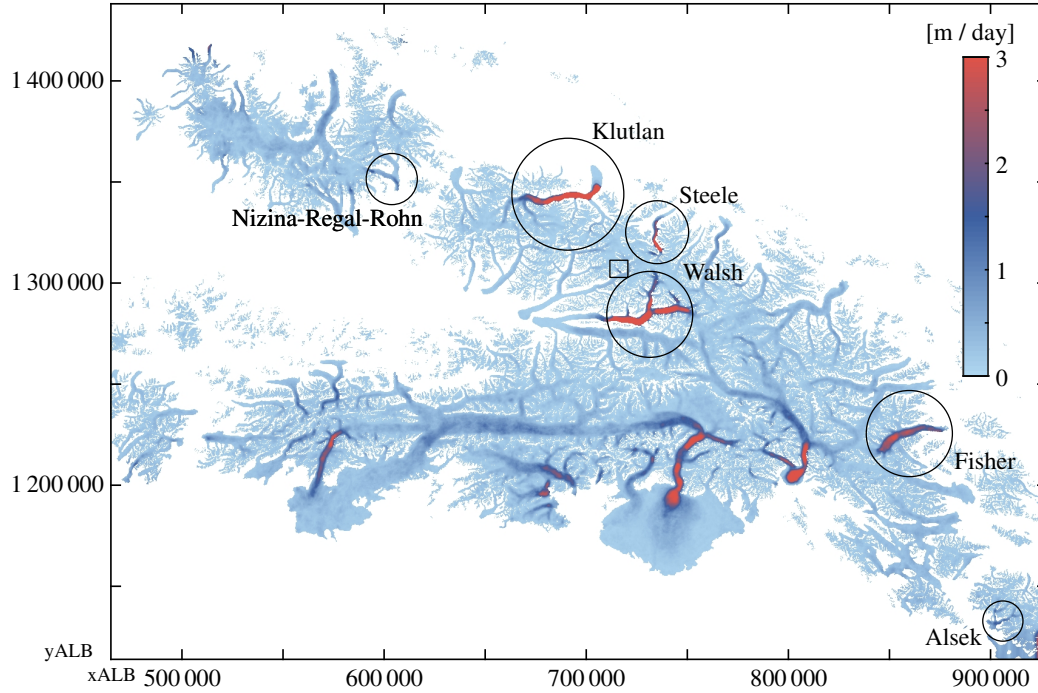 [m / day]
3
2
1
0
1 400 000
1 300 000
1 200 000
Klutlan
Steele
Nizina-Regal-Rohn
Walsh
Fisher
Alsek
yALB
xALB
500 000
600 000
700 000
800 000
900 000